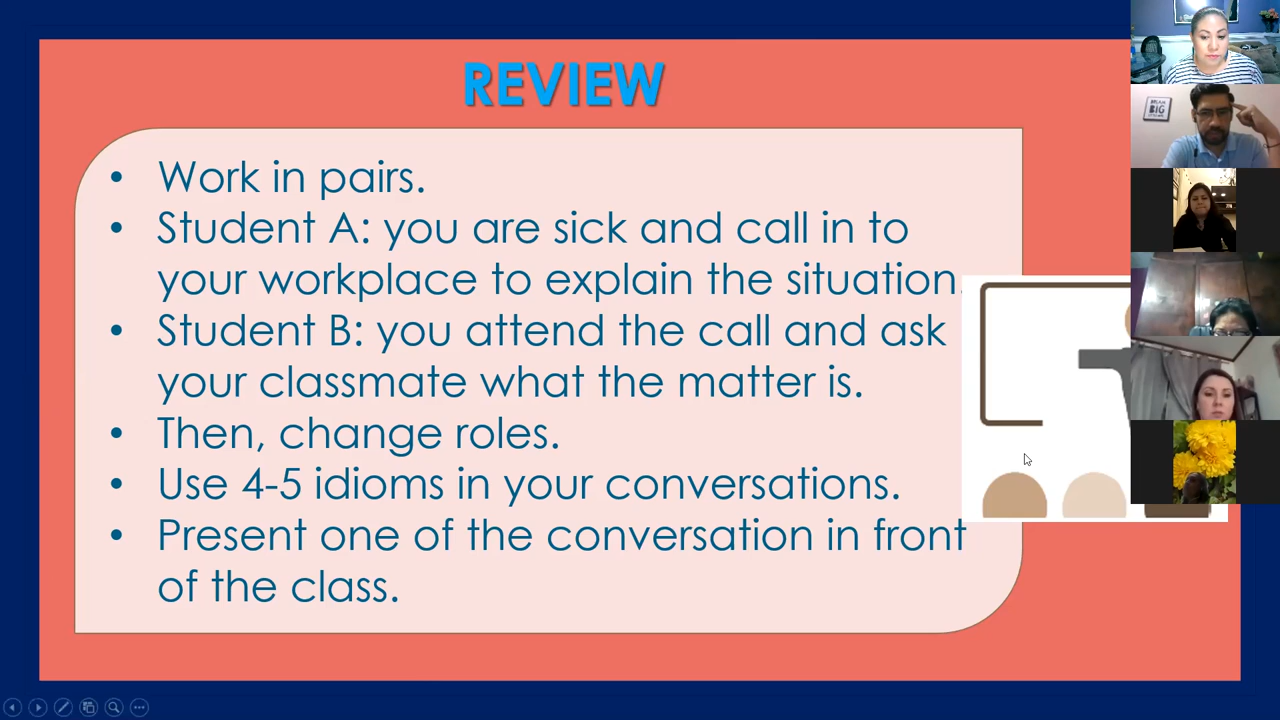 REVIEW
• Work in pairs.
• Student A: you are sick and call in to
your workplace to explain the situation.
• Student B: you attend the call and ask
your classmate what the matter is.
• Then, change roles.
• Use 4-5 idioms in your conversations.
• Present one of the conversation in front
of the class.
BIG